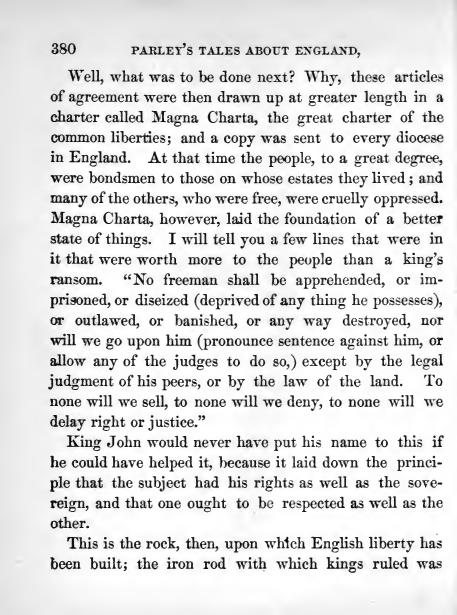 380 PARLEY'S TALES ABOUT ENGLAND,
Well, what was to be done next? Why, these articles
of agreement were then drawn up at greater length in a
charter called Magna Charta, the great charter of the
common liberties; and a copy was sent to every diocese
in England. At that time the people, to a great degree,
were bondsmen to those on whose estates they lived; and
many of the others, who were free, were cruelly oppressed.
Magna Charta, however, laid the foundation of a better
state of things. I will tell you a few lines that were in
it that were worth more to the people than a king's
ransom. "No freeman shall be apprehended, or im-
prisoned, or diseized (deprived of any thing he possesses),
or outlawed, or banished, or any way destroyed, nor
will we go upon him (pronounce sentence against him, or
allow any of the judges to do so,) except by the legal
judgment of his peers, or by the law of the land. To
none will we sell, to none will we deny, to none will we
delay right or justice."
King John would never have put his name to this if
he could have helped it, because it laid down the princi-
ple that the subject had his rights as well as the sove-
reign, and that one ought to be respected as well as the
other.
This is the rock, then, upon which English liberty has
been built; the iron rod with which kings ruled was